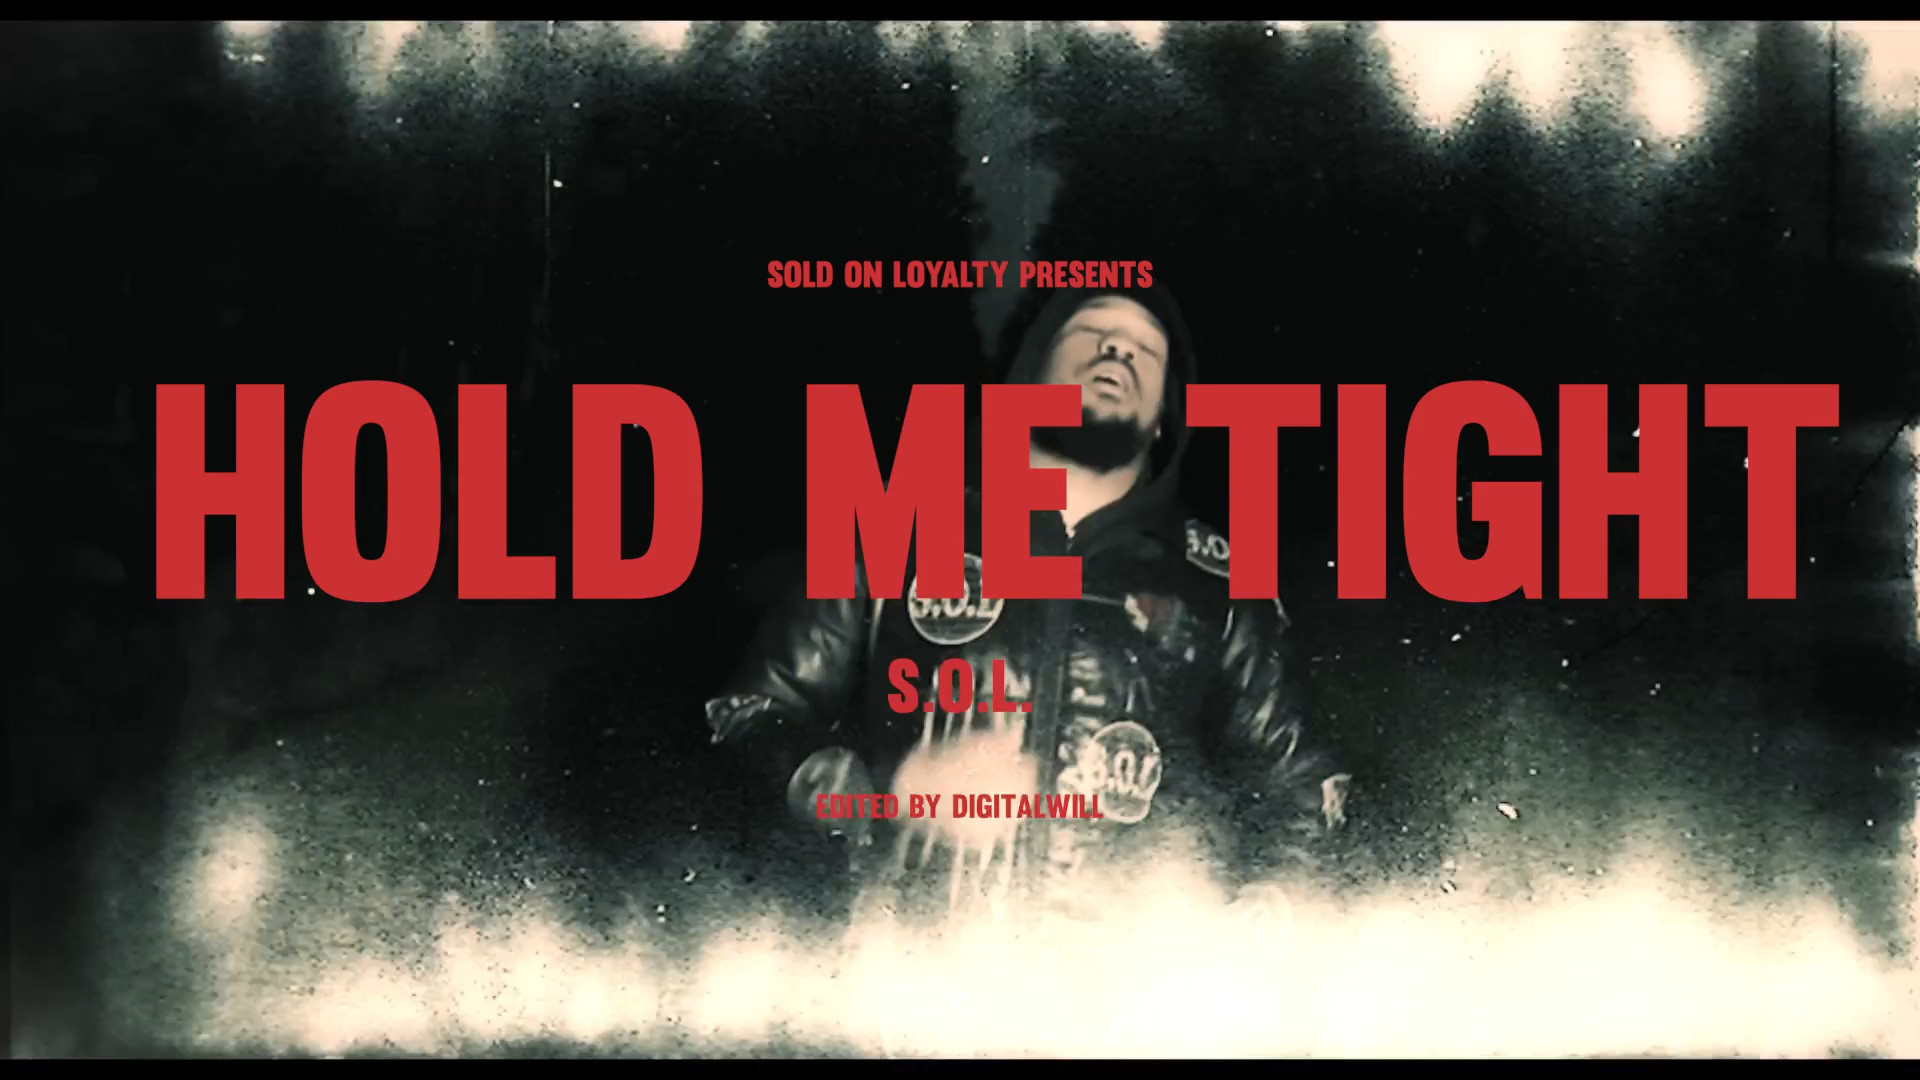 SOLD ON LOYALTY PRESENTS
HOLD ME TIGHT
S.O.L.
EDITED BY DIGITALWILL
S.O.L
S.O.L